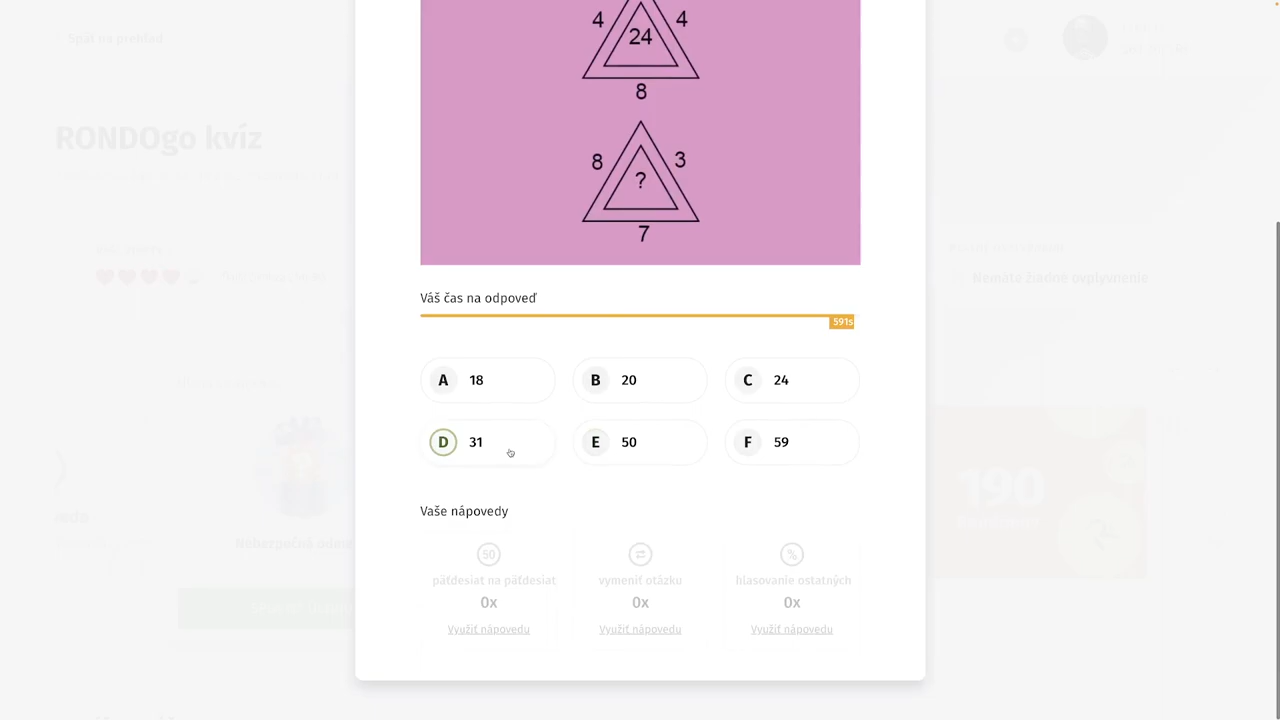 Späť na prehľad
RONDOgo kvíz
4
4
24
8
8
3
?
7
Váš čas na odpoveď
591s
A 18
B 20
C 24
D 31
E 50
F 59
Vaše nápovedy
50
%
päťdesiat na päťdesiat
vymeniť otázku
hlasovanie ostatných
0x
0x
0x
Využiť nápovedu
Využiť nápovedu
Využiť nápovedu
Nemáte žiadne ovplyvnenie
190